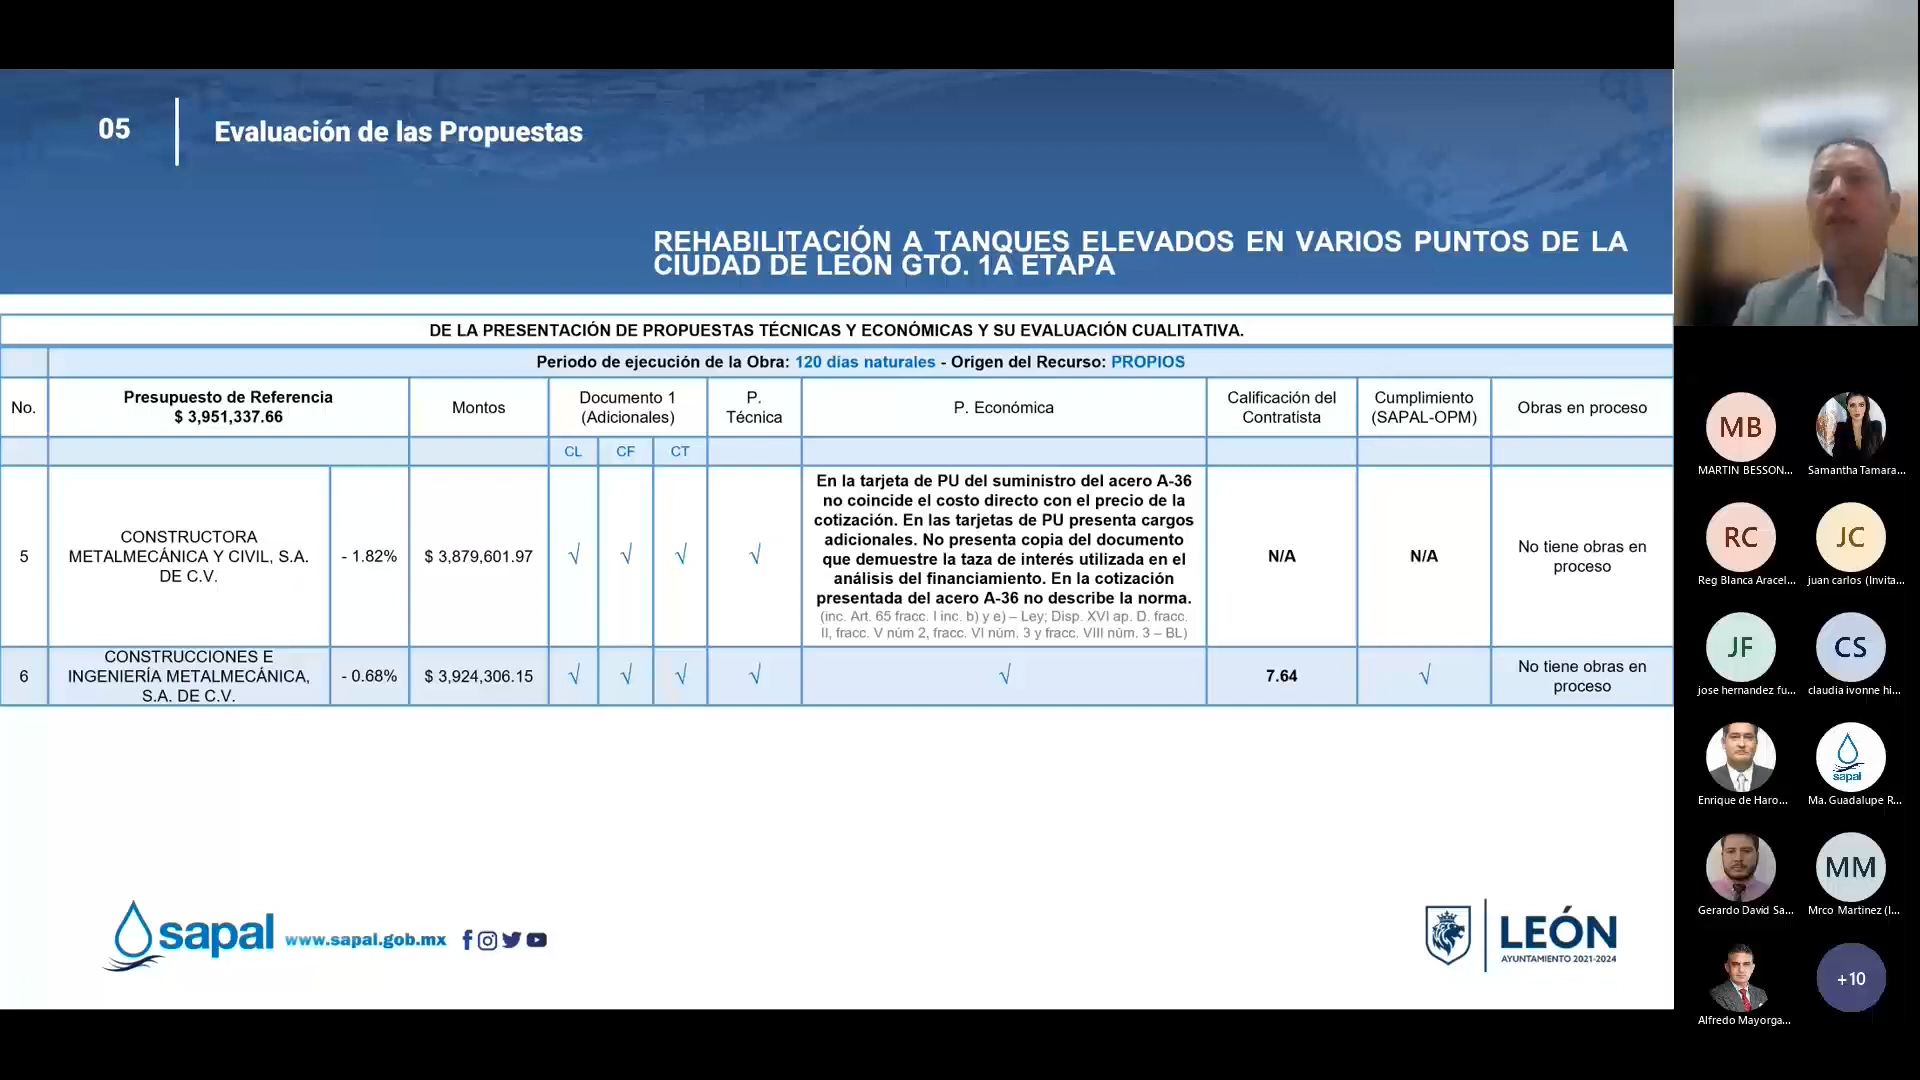 05
Evaluación de las Propuestas
REHABILITACIÓN A TANQUES ELEVADOS EN VARIOS PUNTOS DE LA
CIUDAD DE LEÓN GTO. 1A ETAPA
DE LA PRESENTACIÓN DE PROPUESTAS TÉCNICAS Y ECONÓMICAS Y SU EVALUACIÓN CUALITATIVA.
Periodo de ejecución de la Obra: 120 días naturales - Origen del Recurso: PROPIOS
No.
Presupuesto de Referencia
$ 3,951,337.66
Montos
Documento 1
(Adicionales)
P.
Técnica
P. Económica
Calificación del
Contratista
Cumplimiento
(SAPAL-OPM)
Obras en proceso
CL
CF
CT
5
CONSTRUCTORA
METALMECÁNICA Y CIVIL, S.A.
DE C.V.
- 1.82%
$ 3,879,601.97
√
√
√
√
En la tarjeta de PU del suministro del acero A-36
no coincide el costo directo con el precio de la
cotización. En las tarjetas de PU presenta cargos
adicionales. No presenta copia del documento
que demuestre la taza de interés utilizada en el
análisis del financiamiento. En la cotización
presentada del acero A-36 no describe la norma.
(inc. Art. 65 fracc. I inc. b) y e) – Ley; Disp. XVI ap. D. fracc.
II, fracc. V núm 2, fracc. VI núm. 3 y fracc. VIII núm. 3 – BL)
N/A
N/A
No tiene obras en
proceso
6
CONSTRUCCIONES E
INGENIERÍA METALMECÁNICA,
S.A. DE C.V.
- 0.68%
$ 3,924,306.15
√
√
√
√
√
7.64
√
No tiene obras en
proceso
sapal
www.sapal.gob.mx
LEÓN
AYUNTAMIENTO 2021-2024
MB
MARTIN BESSON...
Samantha Tamara...
RC
Reg Blanca Aracel...
JC
juan carlos (Invita...
JF
jose hernandez fu...
CS
claudia ivonne hi...
Enrique de Haro...
sapal
Ma. Guadalupe R...
Gerardo David Sa...
MM
Mrco Martinez (I...
Alfredo Mayorga...
+10